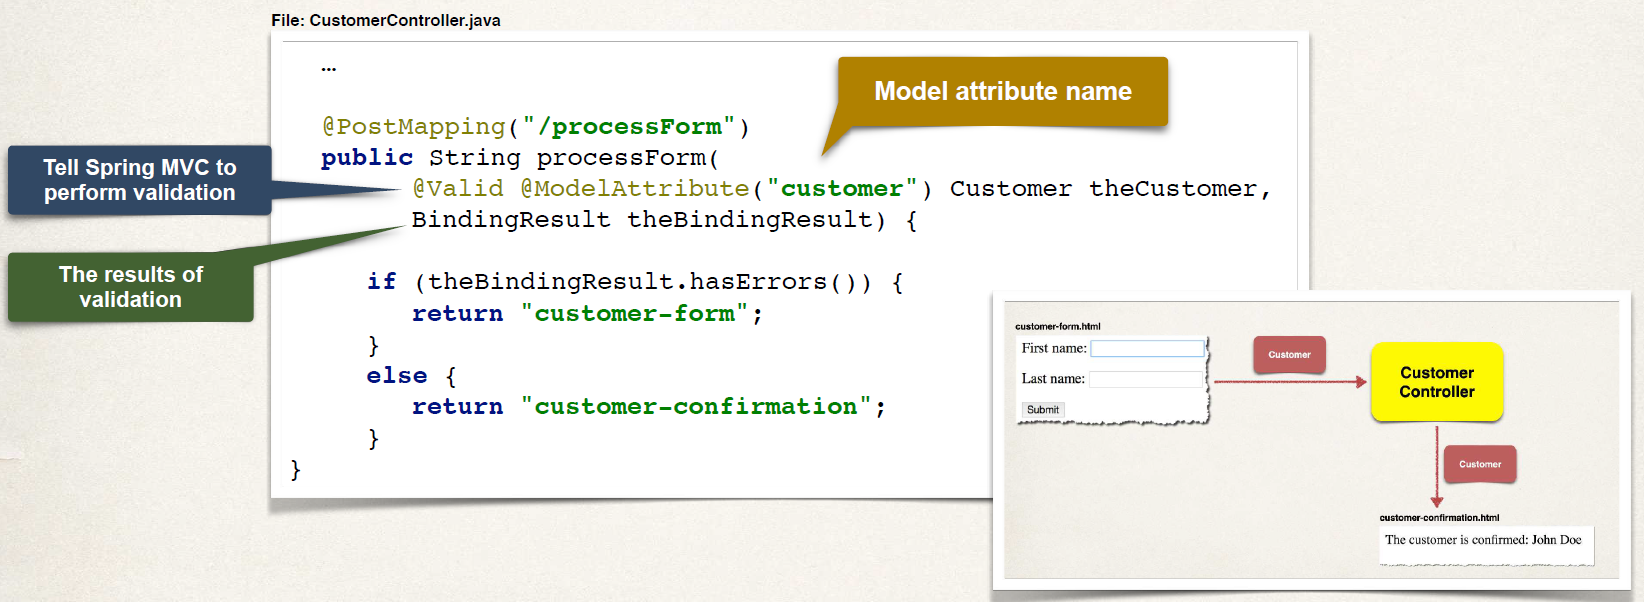 File: CustomerController.java
…
@PostMapping("/processForm")
public String processForm(
@Valid @ModelAttribute("customer") Customer theCustomer,
BindingResult theBindingResult) {
if (theBindingResult.hasErrors()) {
return "customer-form";
}
else {
return "customer-confirmation";
}
}
Model attribute name
Tell Spring MVC to
perform validation
The results of
validation
customer-form.html
First name:
Last name:
Submit
Customer
Customer
Controller
Customer
customer-confirmation.html
The customer is confirmed: John Doe